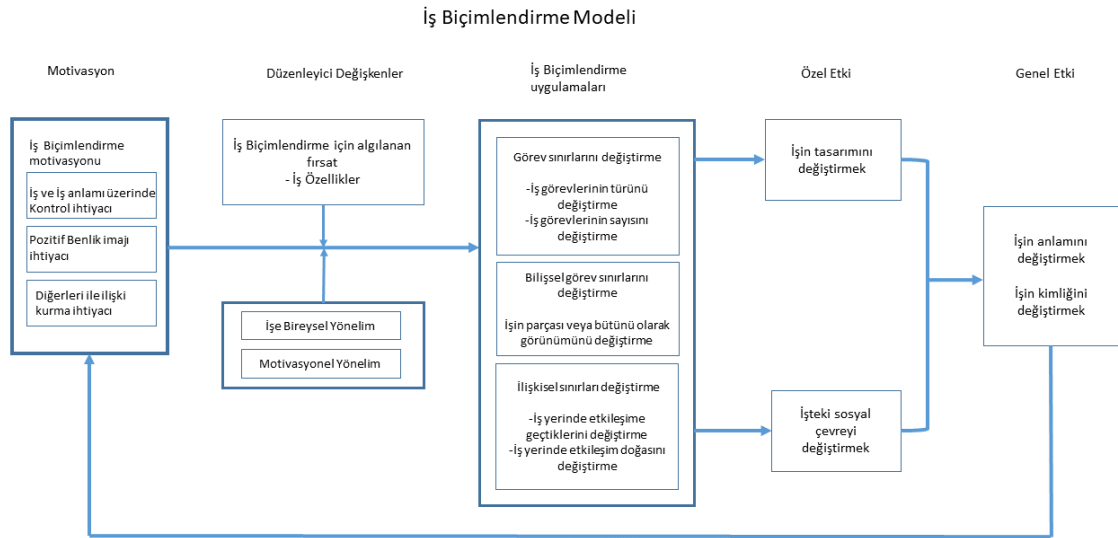 İş Biçimlendirme Modeli
Motivasyon
Düzenleyici Değişkenler
İş Biçimlendirme
uygulamaları
Özel Etki
Genel Etki
İş Biçimlendirme
motivasyonu
İş ve İş anlamı üzerinde
Kontrol ihtiyacı
Pozitif Benlik imajı
ihtiyacı
Diğerleri ile ilişki
kurma ihtiyacı
İş Biçimlendirme için algılanan
fırsat
- İş Özellikler
İşe Bireysel Yönelim
Motivasyonel Yönelim
Görev sınırlarını değiştirme
-İş görevlerinin türünü
değiştirme
-İş görevlerinin sayısını
değiştirme
Bilişsel görev sınırlarını
değiştirme
İşin parçası veya bütünü olarak
görünümünü değiştirme
İlişkisel sınırları değiştirme
-İş yerinde etkileşime
geçtiklerini değiştirme
-İş yerinde etkileşim doğasını
değiştirme
İşin tasarımını
değiştirmek
İşteki sosyal
çevreyi
değiştirmek
İşin anlamını
değiştirmek
İşin kimliğini
değiştirmek